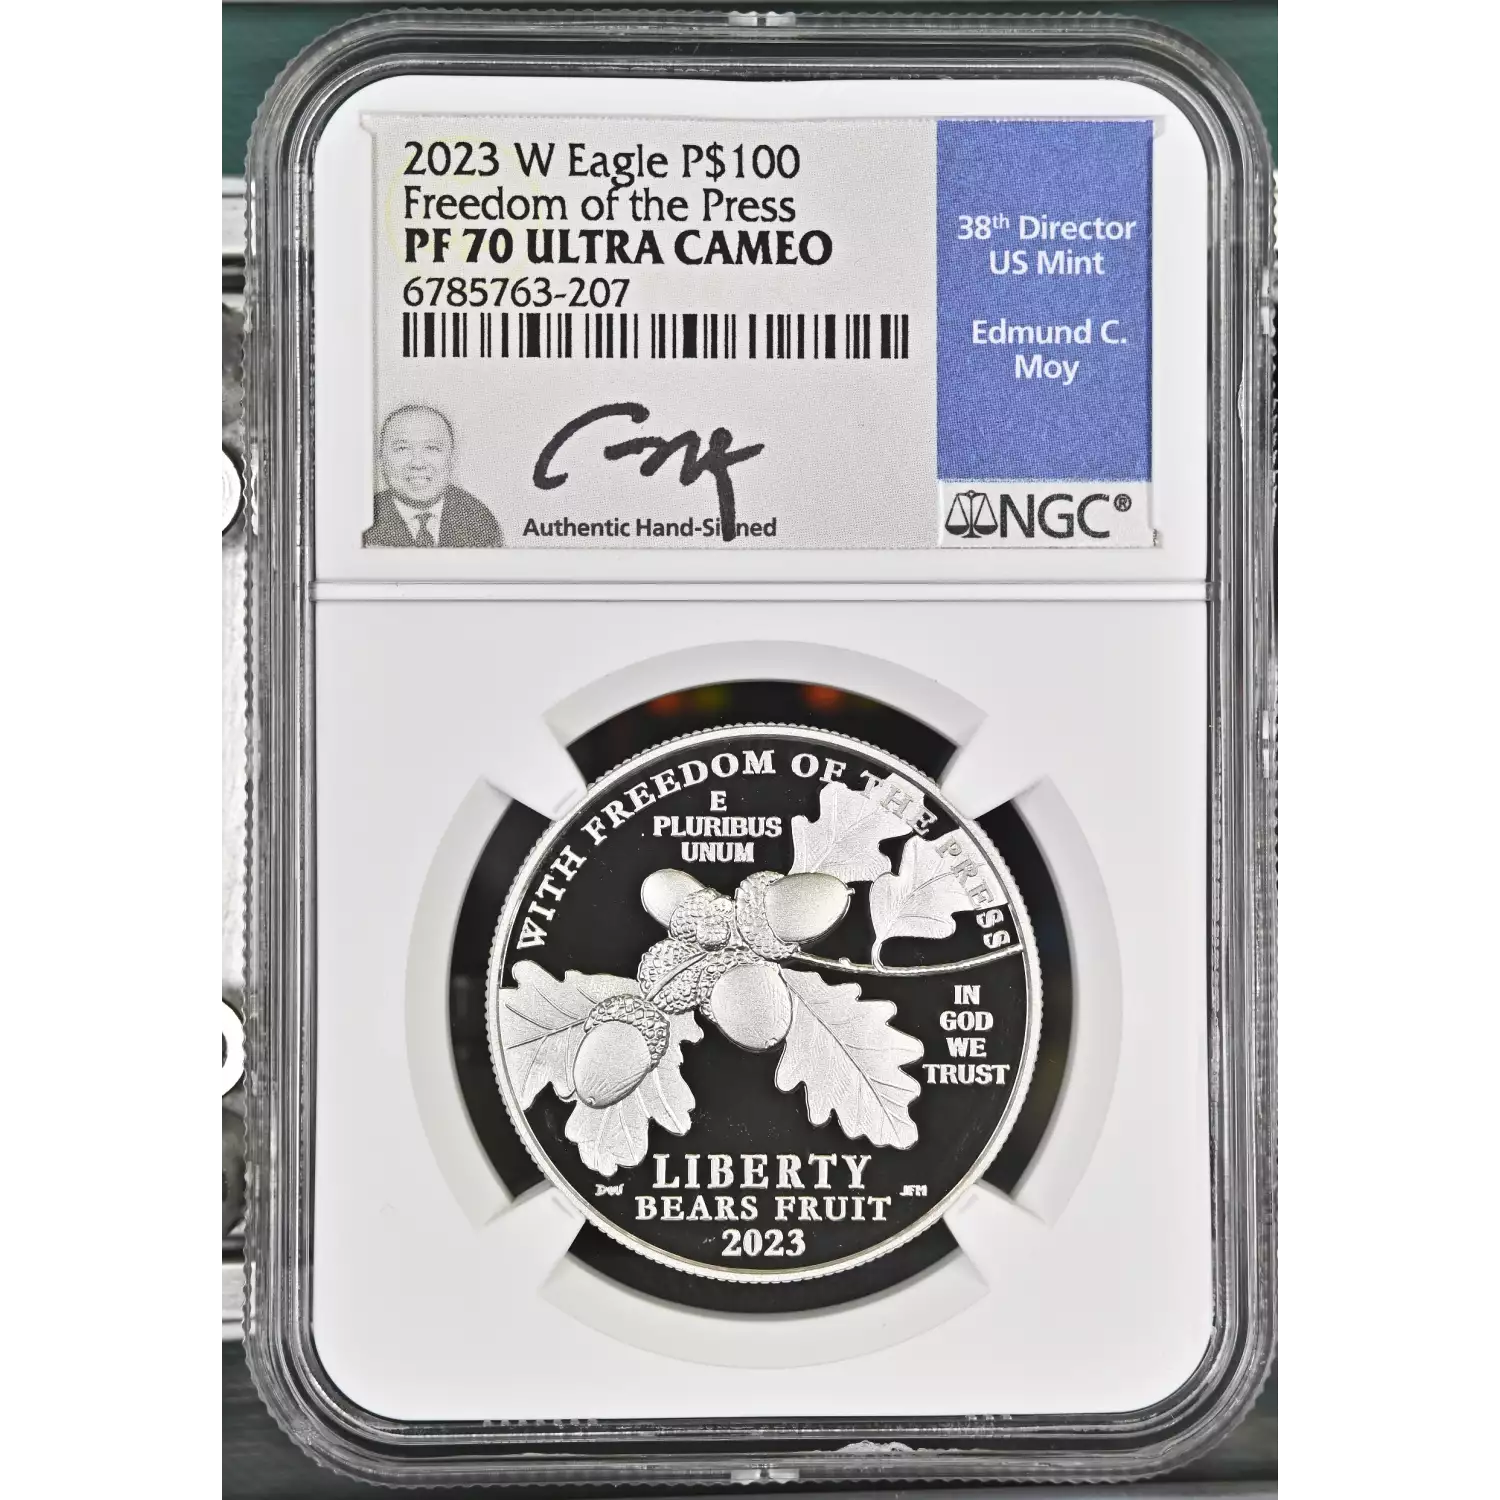 2023 W Eagle P$100
Freedom of the Press
PF 70 ULTRA CAMEO
6785763-207
38th Director
US Mint
Edmund C.
Moy
Authentic Hand-Signed
NGC®
WITH FREEDOM OF THE PRESS
E
PLURIBUS
UNUM
IN
GOD
WE
TRUST
LIBERTY
BEARS FRUIT
2023
JFM